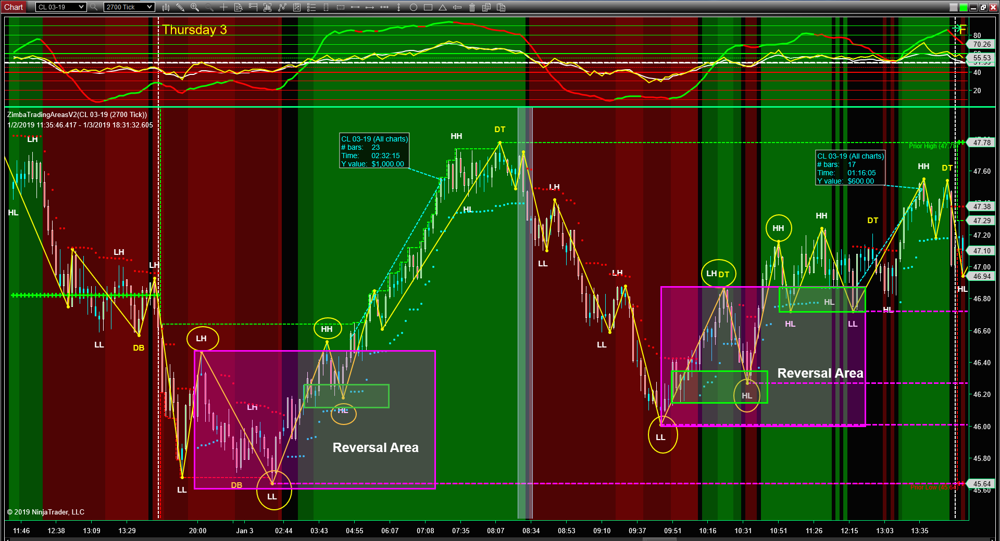 Chart
CL 03-19
2700 Tick
Thursday 3
F
80
70.26
60
55.53
40
20
ZimbaTradingAreasV2(CL 03-19 (2700 Tick))
1/2/2019 11:35:46.417 - 1/3/2019 18:31:32.605
LH
HL
LH
LH
LL
DB
LL
LH
LH
DB
LL
HH
HL
Reversal Area
CL 03-19 (All charts)
# bars: 23
Time: 02:32:15
Y value: $1,000.00
HH
DT
HL
LH
LL
LH
LL
LL
LH DT
HL
HH
HL
HH
HL
LL
DT
HL
Reversal Area
CL 03-19 (All charts)
# bars: 17
Time: 01:16:05
Y value: $600.00
HH
DT
HL
Prior High (47.78)
Prior Low (45.64)
47.78
47.60
47.38
47.29
47.20
47.10
47.00
46.94
46.80
46.60
46.40
46.20
46.00
45.80
45.64
45.60
© 2019 NinjaTrader, LLC
11:46 12:38 13:09 13:29 20:00 Jan 3 02:44 03:43 04:55 06:07 07:08 07:35 08:07 08:34 08:53 09:10 09:37 09:51 10:16 10:31 10:51 11:26 12:15 13:03 13:35